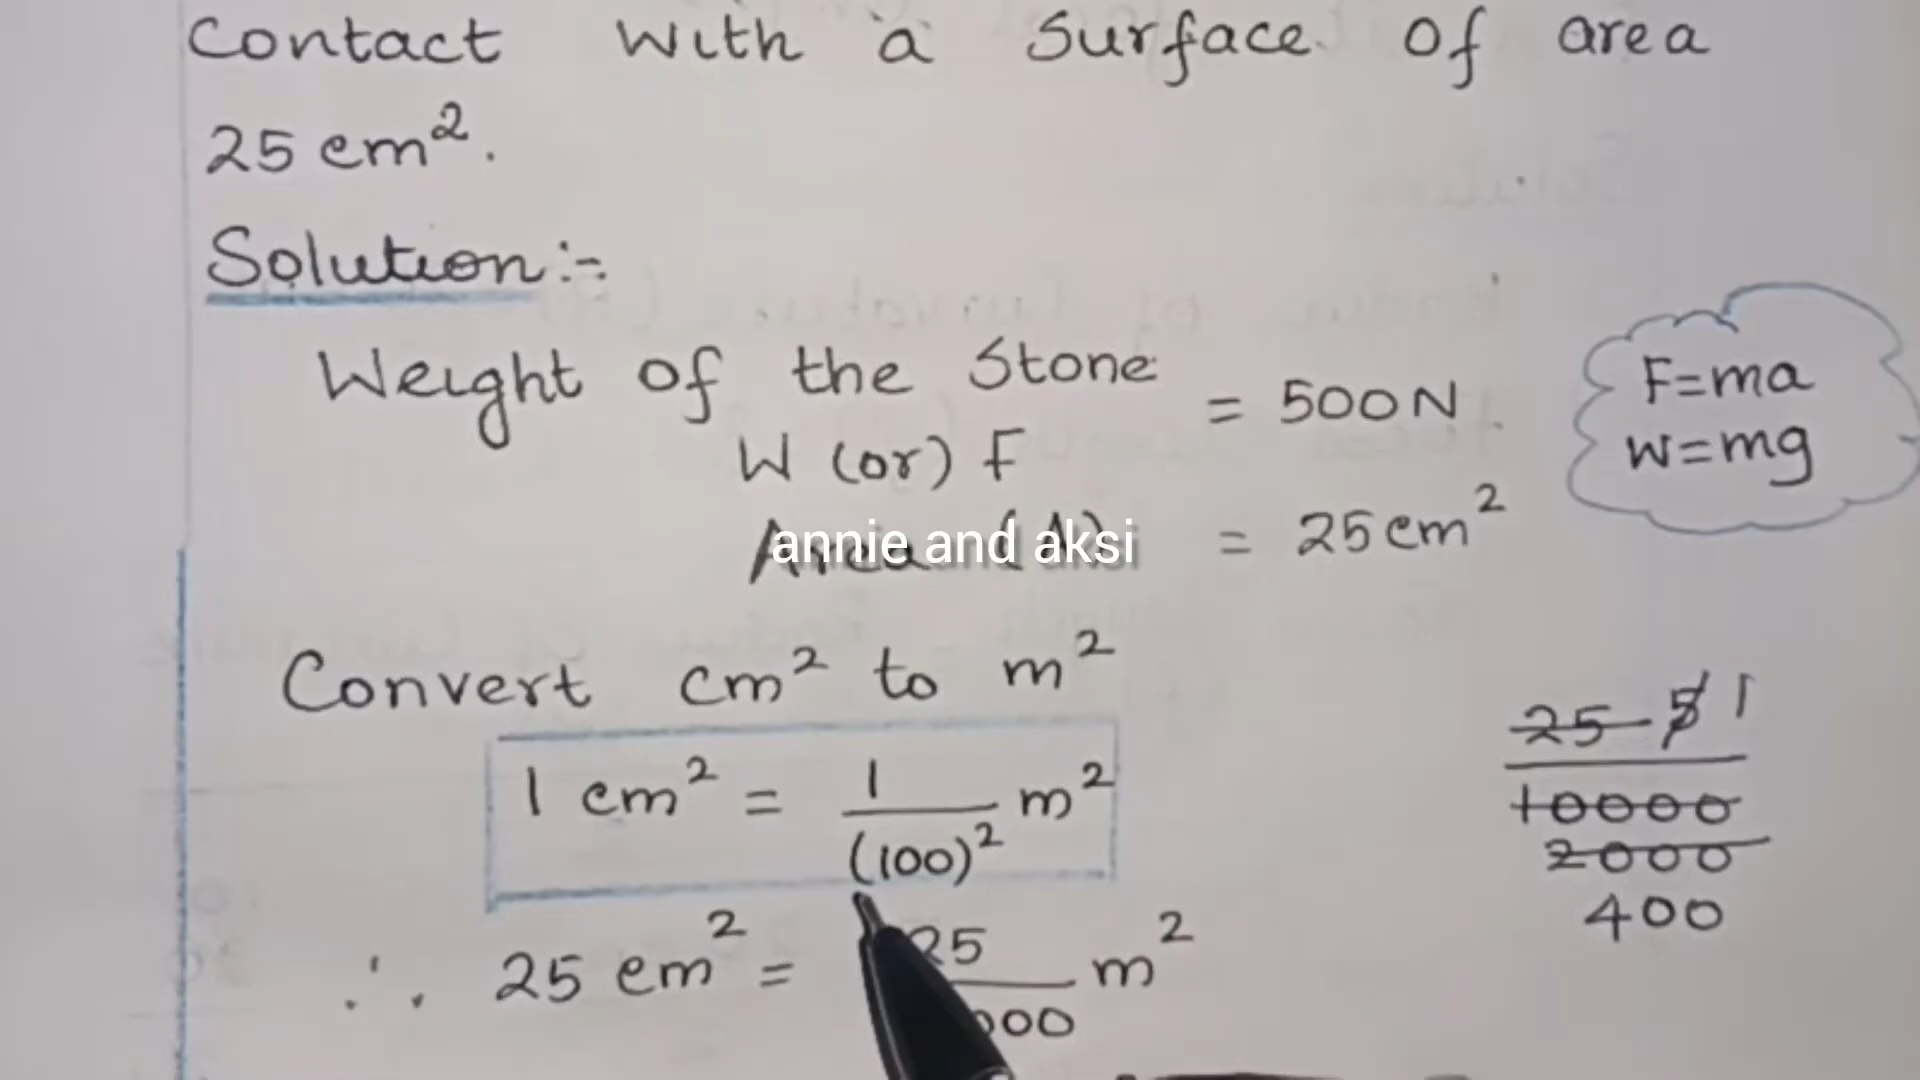 Contact with a surface of area
25 cm².
Solution:-
Weight of the Stone
= 500N
W (or) F
F=ma
W=mg
Area (A) = 25 cm²
annie and aksi
Convert cm² to m²
1 cm² = 1/(100)² m²
25 5 1
10000
2000
400
∴ 25 cm² = 25/ 000 m²